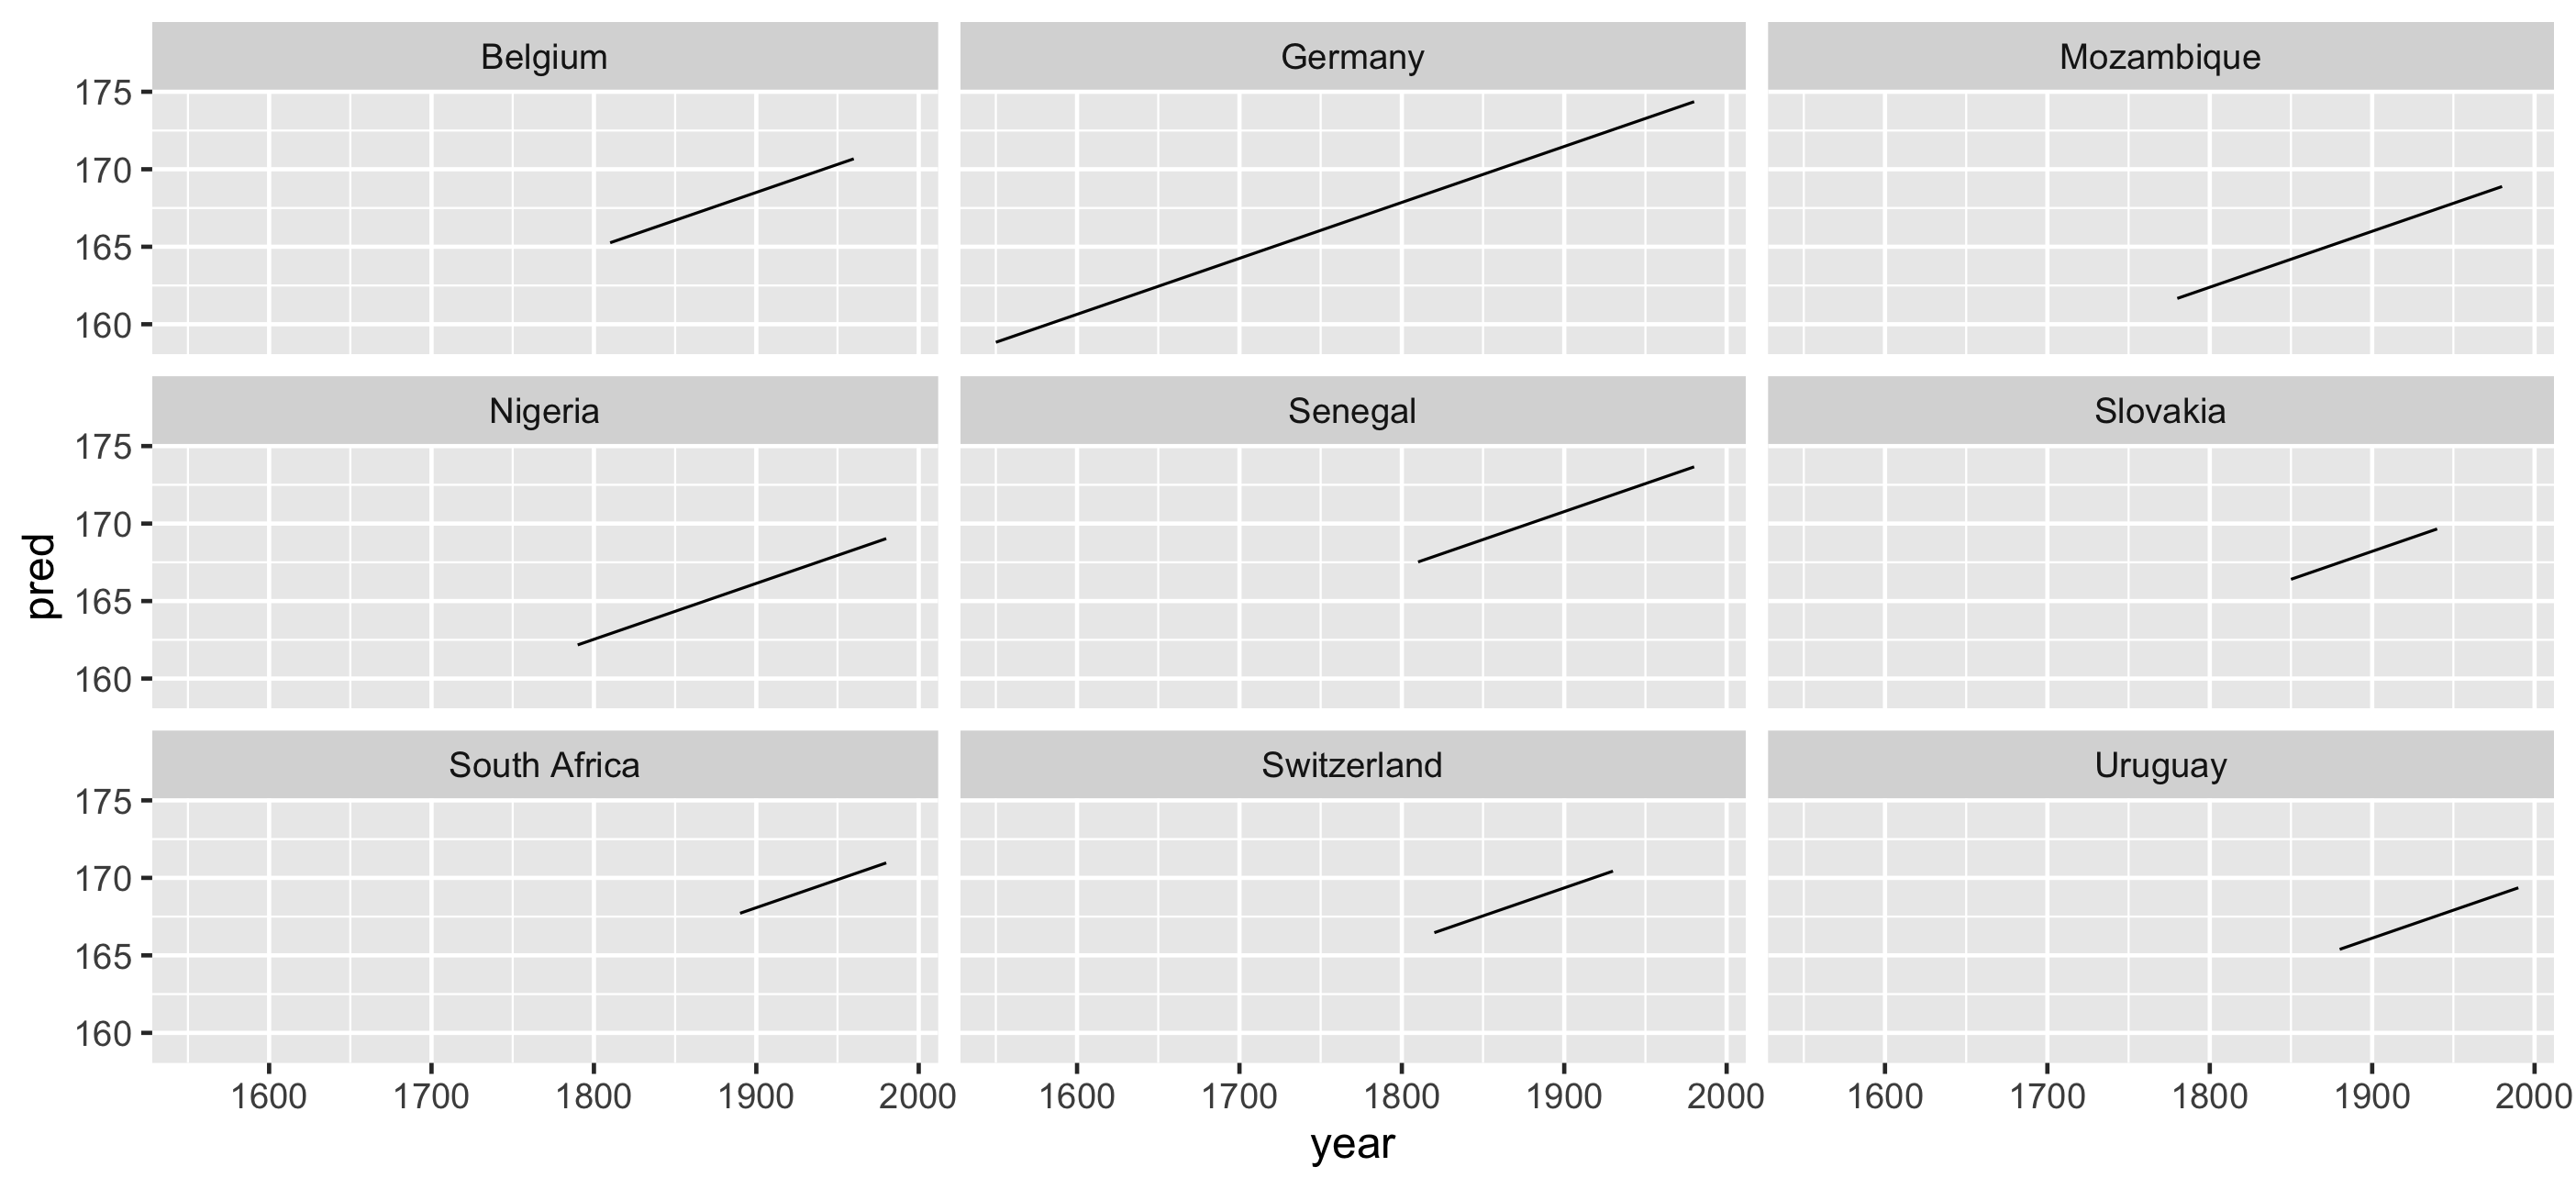 Belgium Germany Mozambique
175
170
165
160
Nigeria Senegal Slovakia
175
170
165
160
pred
South Africa Switzerland Uruguay
175
170
165
160
1600 1700 1800 1900 2000 1600 1700 1800 1900 2000 1600 1700 1800 1900 2000
year